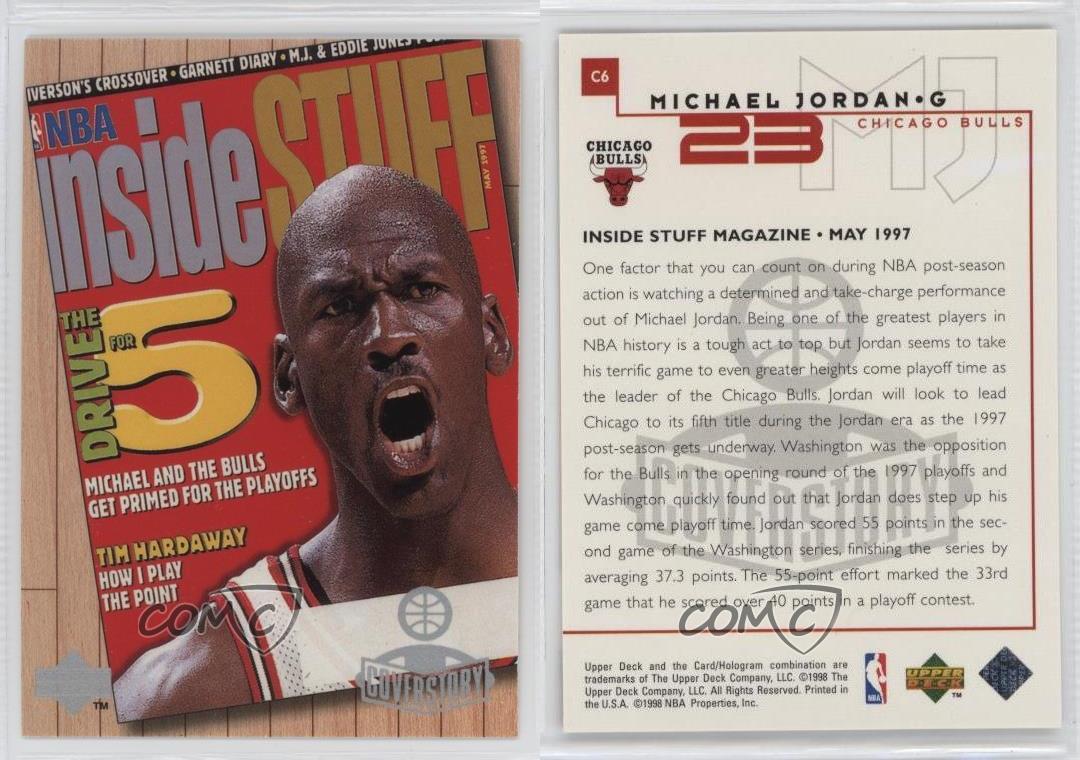 IVERSON'S CROSSOVER • GARNETT DIARY • M.J. & EDDIE JONES
NBA
inside STUFF
MAY 1997
THE DRIVE FOR 5
MICHAEL AND THE BULLS
GET PRIMED FOR THE PLAYOFFS
TIM HARDAWAY
HOW I PLAY
THE POINT
COMC
COVERSTORY
TM
C6
MJ
MICHAEL JORDAN•G
23
CHICAGO BULLS
CHICAGO
BULLS
INSIDE STUFF MAGAZINE • MAY 1997
One factor that you can count on during NBA post-season
action is watching a determined and take-charge performance
out of Michael Jordan. Being one of the greatest players in
NBA history is a tough act to top but Jordan seems to take
his terrific game to even greater heights come playoff time as
the leader of the Chicago Bulls. Jordan will look to lead
Chicago to its fifth title during the Jordan era as the 1997
post-season gets underway. Washington was the opposition
for the Bulls in the opening round of the 1997 playoffs and
Washington quickly found out that Jordan does step up his
game come playoff time. Jordan scored 55 points in the sec-
ond game of the Washington series, finishing the series by
averaging 37.3 points. The 55-point effort marked the 33rd
game that he scored over 40 points in a playoff contest.
COVERSTORY
COMC
Upper Deck and the Card/Hologram combination are
trademarks of The Upper Deck Company, LLC. ©1998 The
Upper Deck Company, LLC. All Rights Reserved. Printed in
the U.S.A. ©1998 NBA Properties, Inc.
NBA
UPPER
DECK
TM